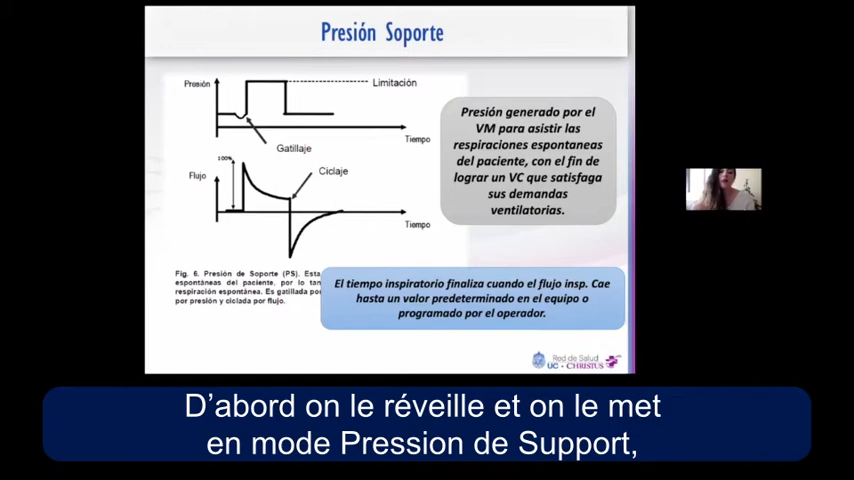 Presión Soporte
Presión
Limitación
Tiempo
Gatillaje
100%
Flujo
Ciclaje
Tiempo
Presión generado por el
VM para asistir las
respiraciones espontaneas
del paciente, con el fin de
lograr un VC que satisfaga
sus demandas
ventilatorias.
Fig. 6. Presión de Soporte (PS). Esta
espontáneas del paciente, por lo tan
respiración espontánea. Es gatillada po
por presión y ciclada por flujo.
El tiempo inspiratorio finaliza cuando el flujo insp. Cae
hasta un valor predeterminado en el equipo o
programado por el operador.
Red de Salud
UC • CHRISTUS
D'abord on le réveille et on le met
en mode Pression de Support,